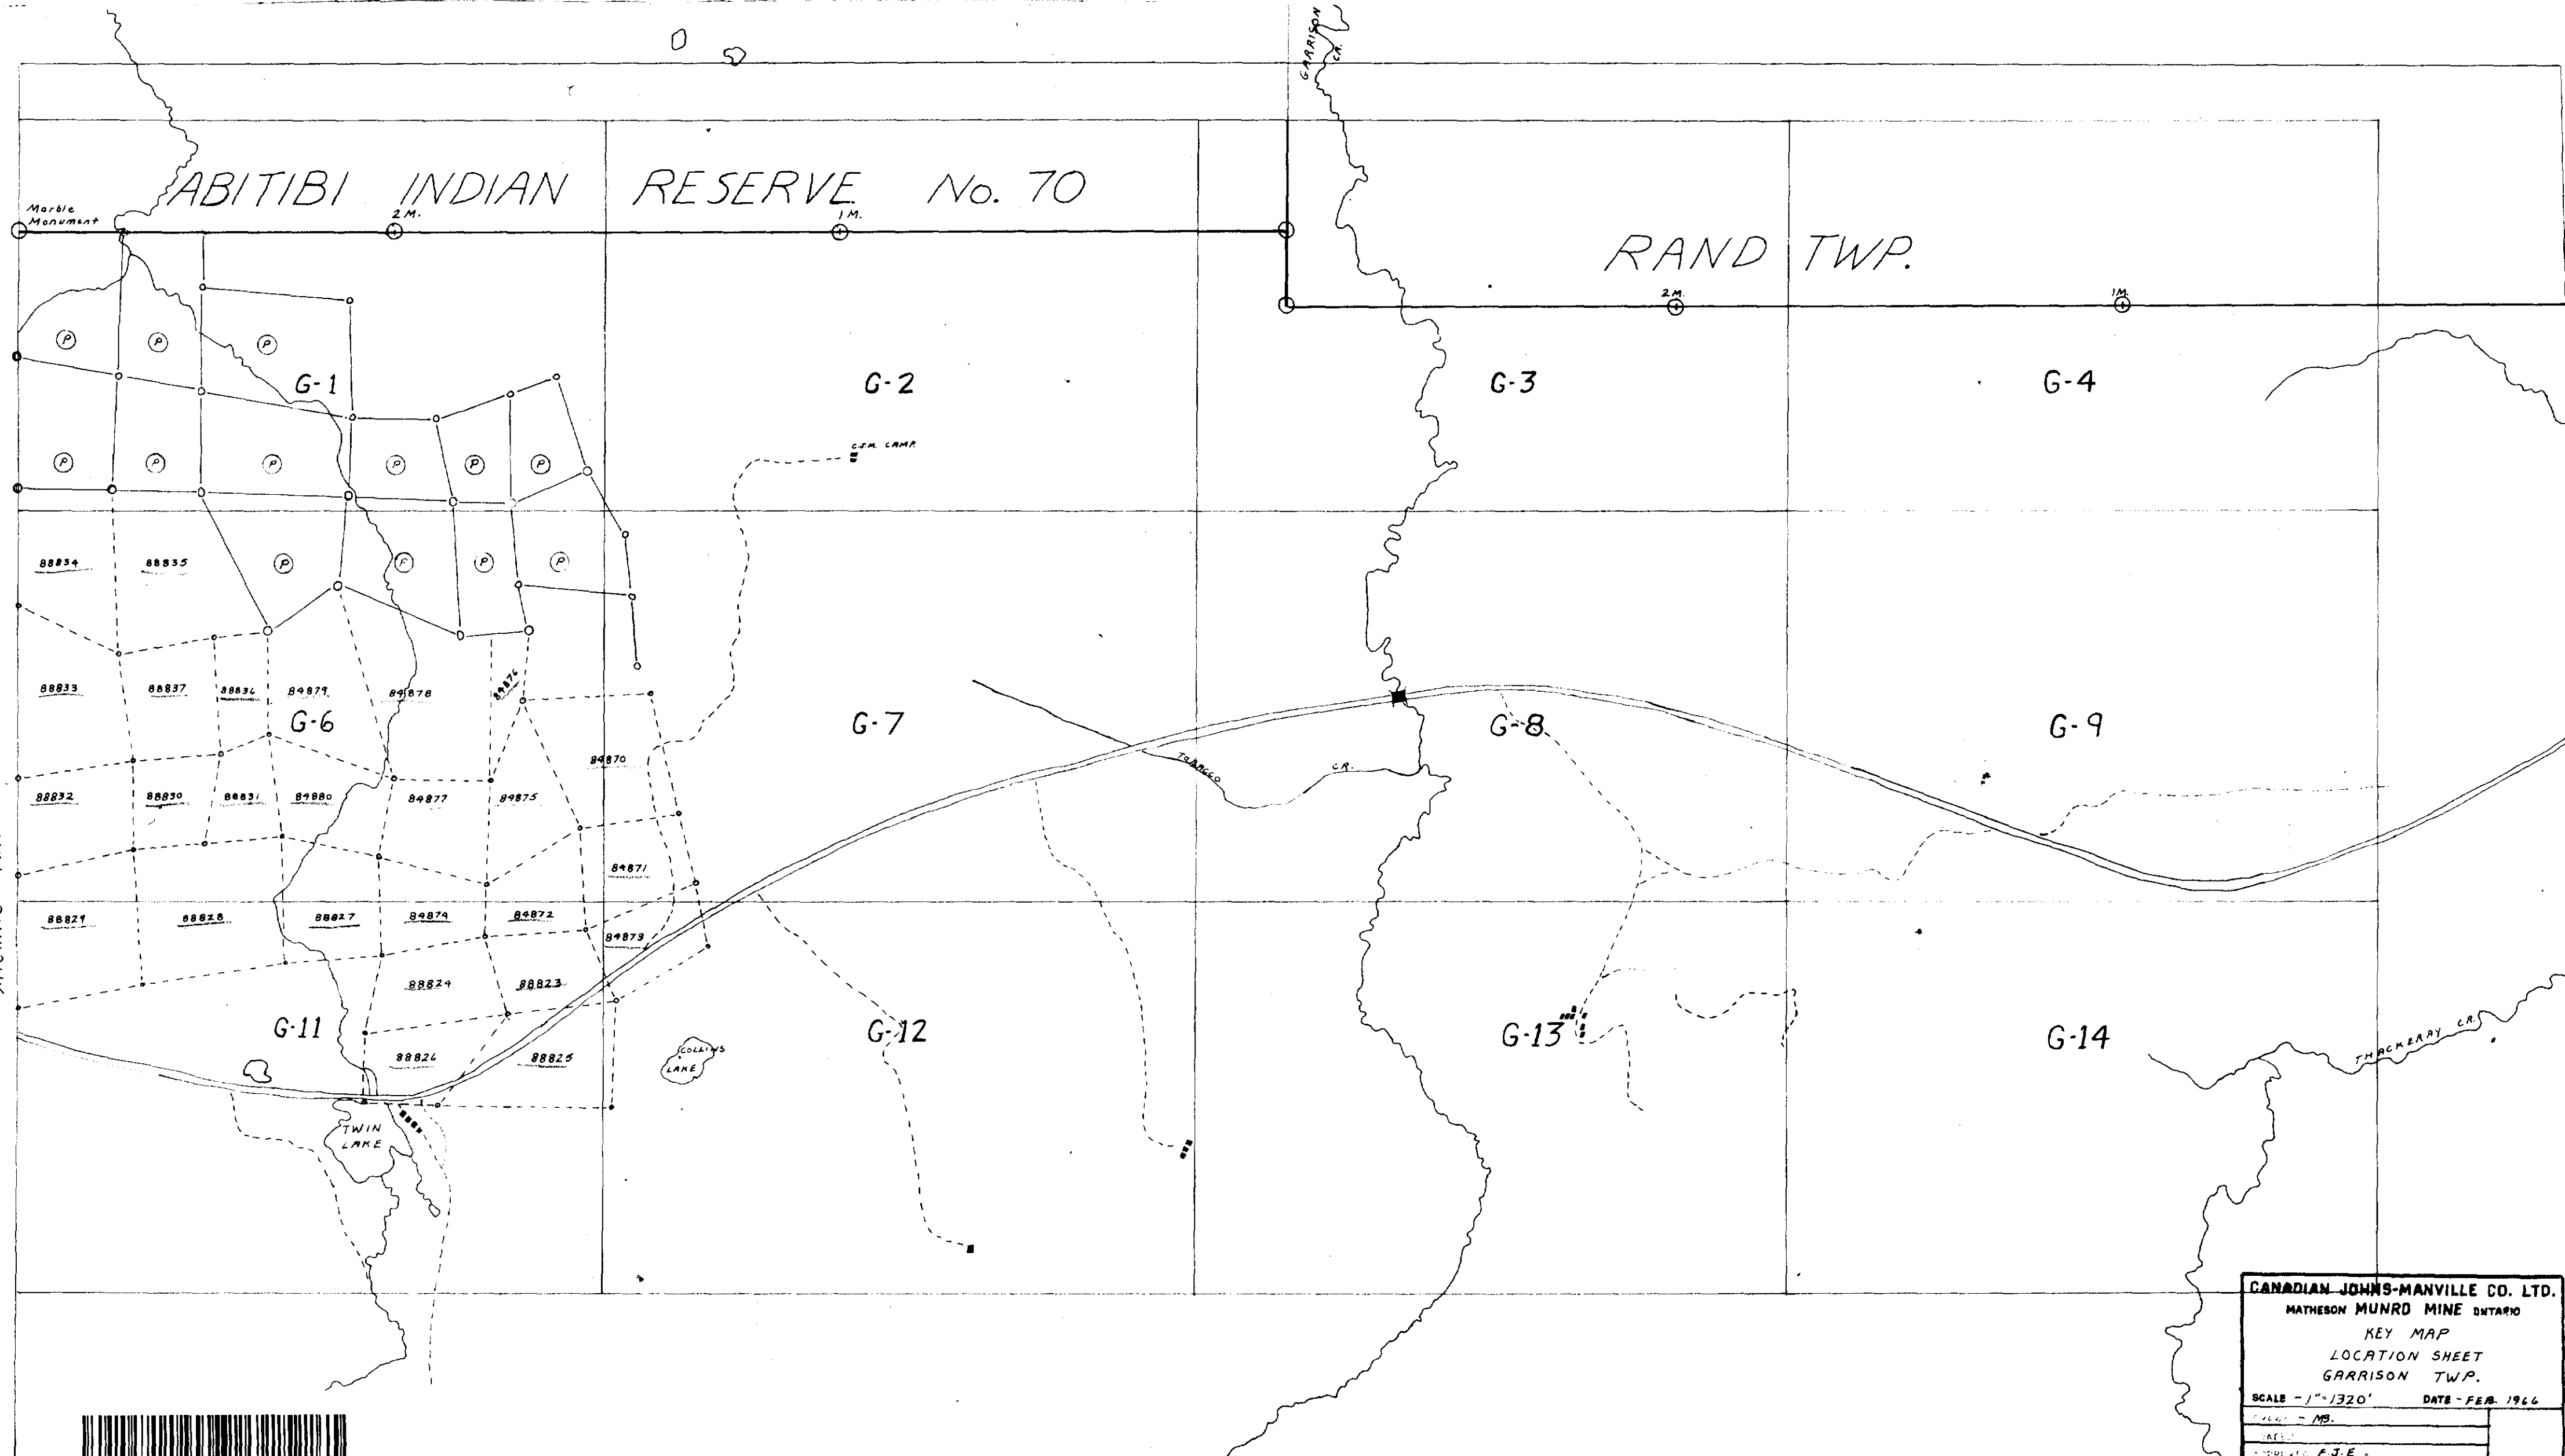 GARRISON
CR.
ABITIBI INDIAN RESERVE No. 70
Marble
Monument
2 M.
1 M.
RAND TWP.
2 M.
1 M.
P
P
P
G-1
G-2
G-3
G-4
C.J.M. CAMP.
P
P
P
P
P
P
88834
88835
P
P
P
P
88833
88837
88836
84879
84878
84876
G-6
G-7
G-8
G-9
84870
TOBACCO
CR.
88832
88830
88831
84880
84877
84875
84871
88829
88828
88827
84874
84872
84873
88824
88823
G-11
G-12
G-13
G-14
THACKERAY CR.
88826
88825
COLLINS
LAKE
TWIN
LAKE
CANADIAN JOHNS-MANVILLE CO. LTD.
MATHESON MUNRO MINE ONTARIO
KEY MAP
LOCATION SHEET
GARRISON TWP.
SCALE - 1"=1320' DATE - FEB. 1966
- MB.
F.J.E.